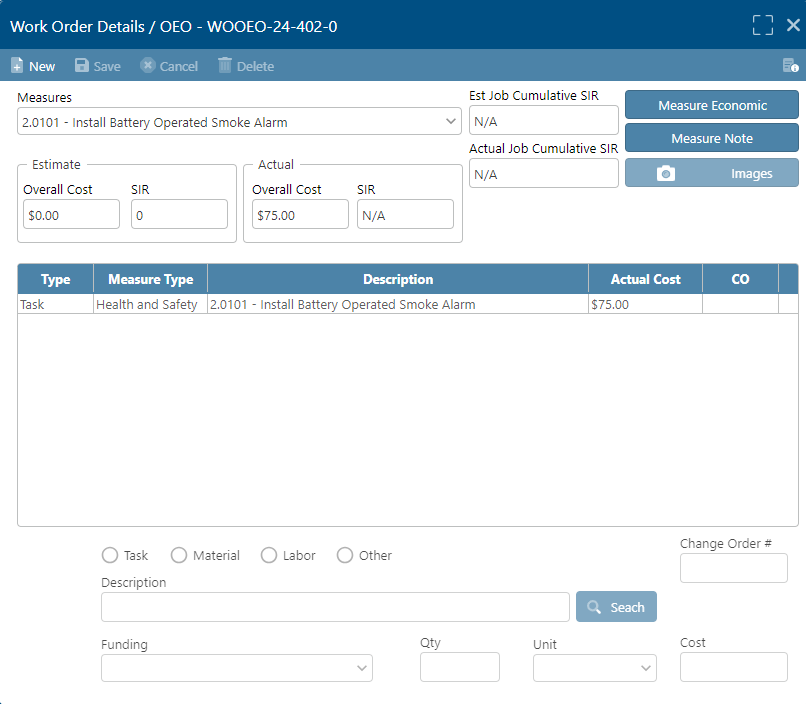 Work Order Details / OEO - WOOEO-24-402-0
New Save Cancel Delete
Measures
2.0101 - Install Battery Operated Smoke Alarm
Est Job Cumulative SIR
N/A
Actual Job Cumulative SIR
N/A
Measure Economic
Measure Note
Images
Estimate
Overall Cost SIR
$0.00 0
Actual
Overall Cost SIR
$75.00 N/A
Type Measure Type Description Actual Cost CO
Task Health and Safety 2.0101 - Install Battery Operated Smoke Alarm $75.00
Task Material Labor Other
Change Order #
Description
Seach
Funding Qty Unit Cost